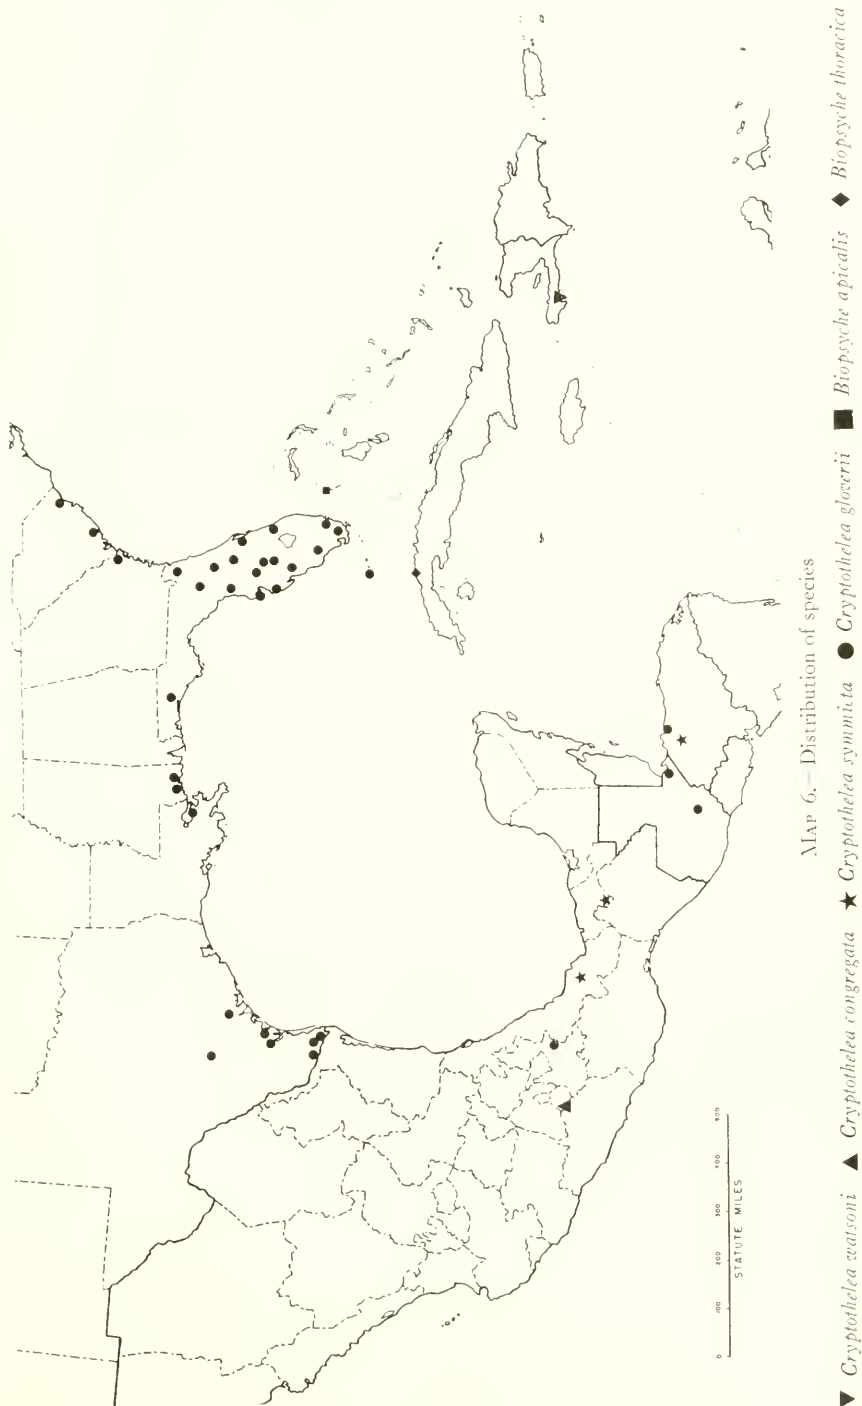 0 100 200 300 400 500
STATUTE MILES
MAP 6.—Distribution of species
▼ Cryptothelea watsoni ▲ Cryptothelea congregata ★ Cryptothelea symmicta ● Cryptothelea gloverii ■ Biopsyche apicalis ◆ Biopsyche thoracica